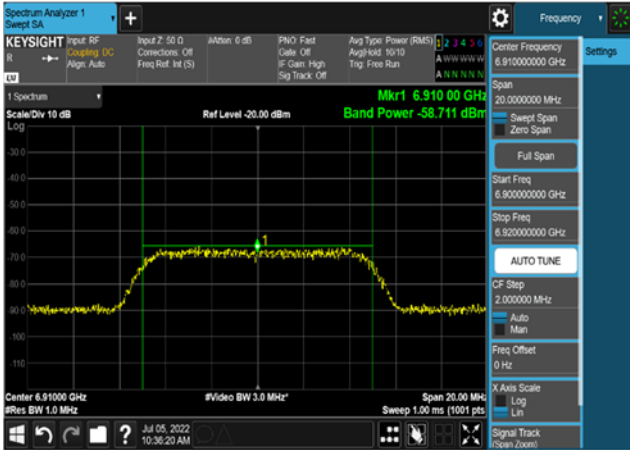 Spectrum Analyzer 1
Swept SA
Frequency
KEYSIGHT
R
Input: RF
Coupling: DC
Align: Auto
Input Z: 50 Ω
Corrections: Off
Freq Ref: Int (S)
#Atten: 0 dB
PNO: Fast
Gate: Off
IF Gain: High
Sig Track: Off
Avg Type: Power (RMS)
Avg|Hold: 10/10
Trig: Free Run
1 2 3 4 5 6
A W W W W W
A N N N N N
1 Spectrum
Scale/Div 10 dB
Ref Level -20.00 dBm
Mkr1 6.910 00 GHz
Band Power -58.711 dBm
Log
-30.0
-40.0
-50.0
-60.0
-70.0
-80.0
-90.0
-100
-110
1
Center 6.91000 GHz
#Res BW 1.0 MHz
#Video BW 3.0 MHz*
Span 20.00 MHz
Sweep 1.00 ms (1001 pts
?
Jul 05, 2022
10:36:20 AM
Center Frequency
6.910000000 GHz
Span
20.0000000 MHz
Swept Span
Zero Span
Full Span
Start Freq
6.900000000 GHz
Stop Freq
6.920000000 GHz
AUTO TUNE
CF Step
2.000000 MHz
Auto
Man
Freq Offset
0 Hz
X Axis Scale
Log
Lin
Signal Track
(Span Zoom)
Settings